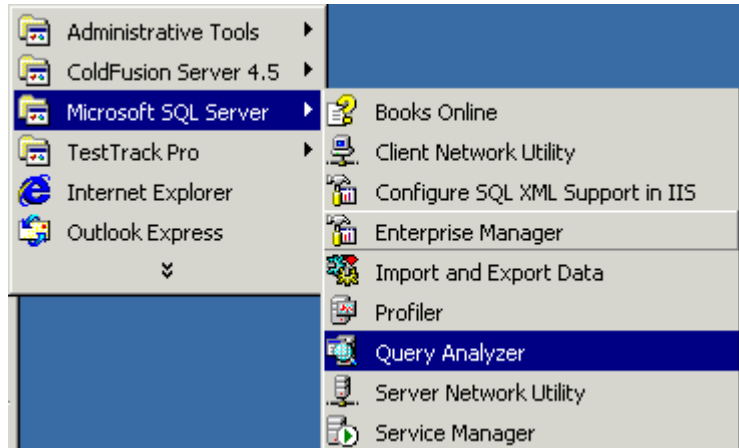 Administrative Tools
ColdFusion Server 4.5
Microsoft SQL Server
TestTrack Pro
Internet Explorer
Outlook Express
Books Online
Client Network Utility
Configure SQL XML Support in IIS
Enterprise Manager
Import and Export Data
Profiler
Query Analyzer
Server Network Utility
Service Manager